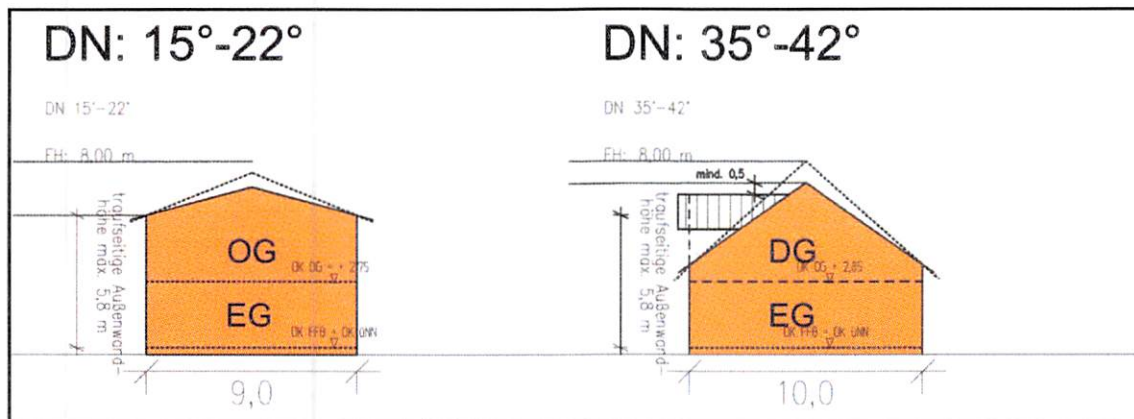 DN: 15°-22°
DN 15°-22°
FH: 8,00 m
traufseitige Außenwand-
höhe max. 5,8 m
OG
OK OG = + 2,75
EG
OK FFB = OK üNN
9,0
DN: 35°-42°
DN 35°-42°
FH: 8,00 m
mind. 0,5
traufseitige Außenwand-
höhe max. 5,8 m
DG
OK OG + 2,85
EG
OK FFB = OK üNN
10,0